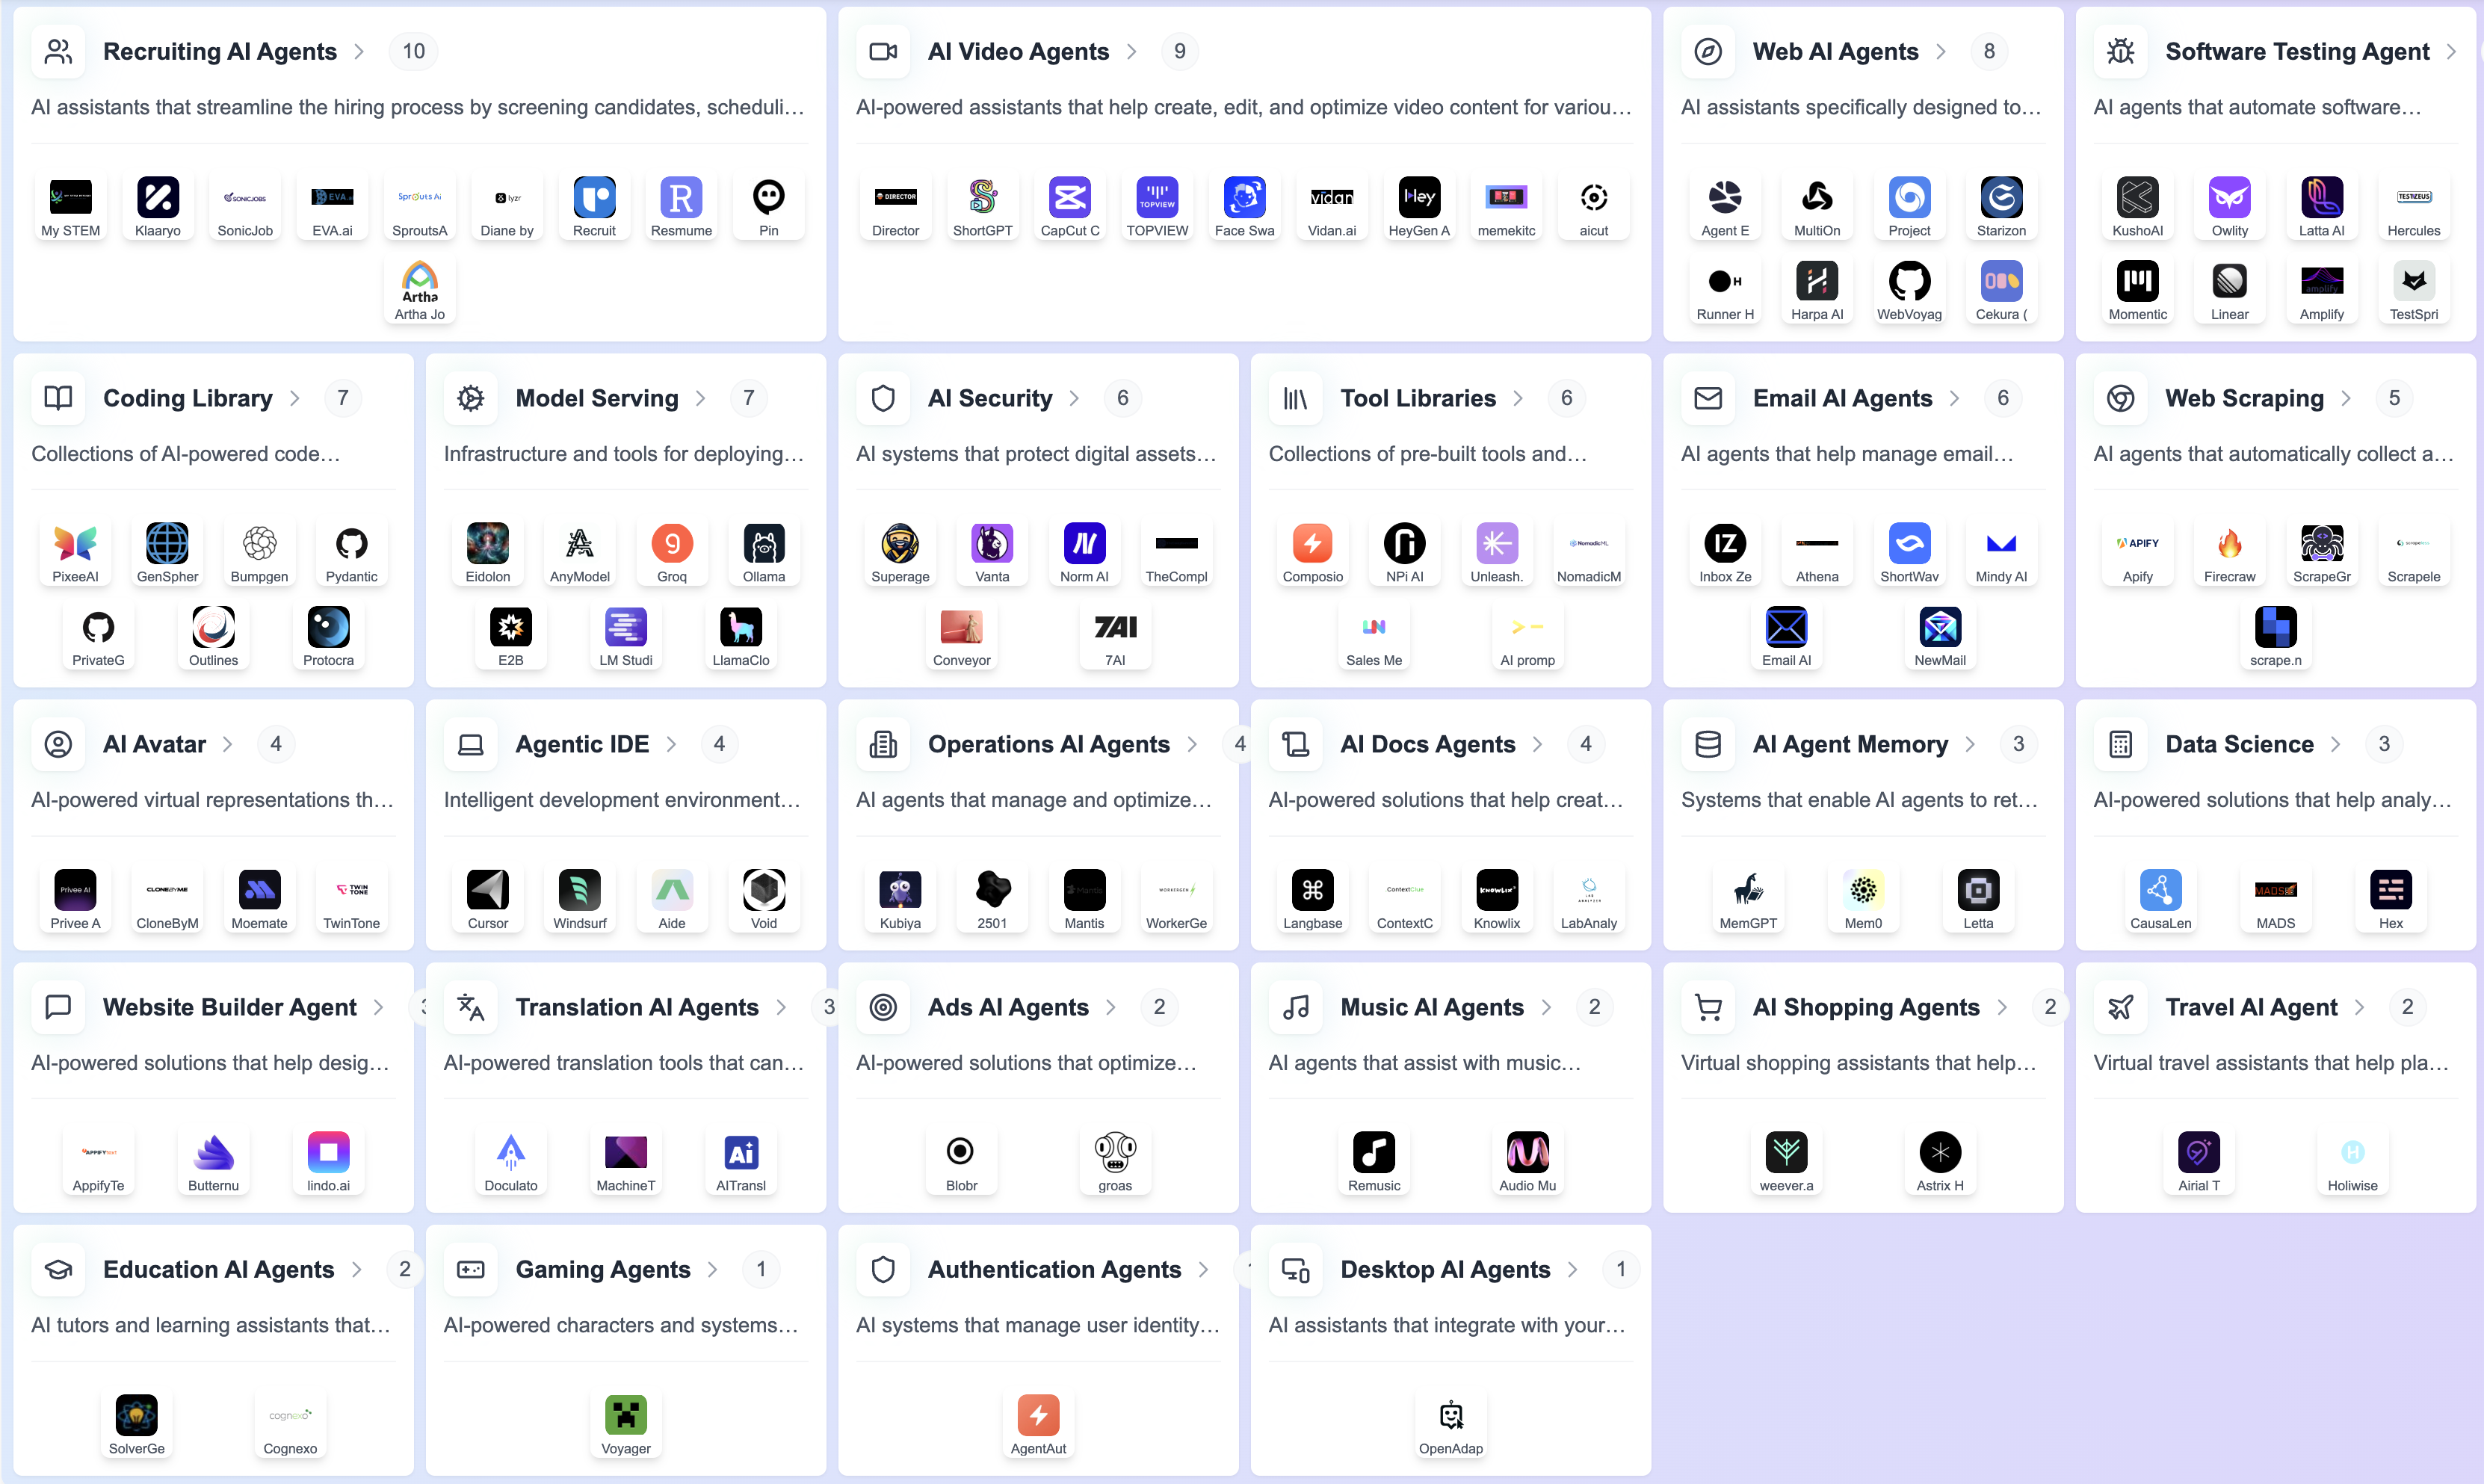 Recruiting AI Agents 10
AI assistants that streamline the hiring process by screening candidates, scheduli…
My STEM Klaaryo SonicJob EVA.ai SproutsA Diane by Recruit Resmume Pin
Artha Jo
AI Video Agents 9
AI-powered assistants that help create, edit, and optimize video content for variou…
Director ShortGPT CapCut C TOPVIEW Face Swa Vidan.ai HeyGen A memekitc aicut
Web AI Agents 8
AI assistants specifically designed to…
Agent E MultiOn Project Starizon
Runner H Harpa AI WebVoyag Cekura (
Software Testing Agent
AI agents that automate software…
KushoAI Owlity Latta AI Hercules
Momentic Linear Amplify TestSpri
Coding Library 7
Collections of AI-powered code…
PixeeAI GenSpher Bumpgen Pydantic
PrivateG Outlines Protocra
Model Serving 7
Infrastructure and tools for deploying…
Eidolon AnyModel Groq Ollama
E2B LM Studi LlamaClo
AI Security 6
AI systems that protect digital assets…
Superage Vanta Norm AI TheCompl
Conveyor 7AI
Tool Libraries 6
Collections of pre-built tools and…
Composio NPi AI Unleash. NomadicM
Sales Me AI promp
Email AI Agents 6
AI agents that help manage email…
Inbox Ze Athena ShortWav Mindy AI
Email AI NewMail
Web Scraping 5
AI agents that automatically collect a…
Apify Firecraw ScrapeGr Scrapele
scrape.n
AI Avatar 4
AI-powered virtual representations th…
Privee A CloneByM Moemate TwinTone
Agentic IDE 4
Intelligent development environment…
Cursor Windsurf Aide Void
Operations AI Agents 4
AI agents that manage and optimize…
Kubiya 2501 Mantis WorkerGe
AI Docs Agents 4
AI-powered solutions that help creat…
Langbase ContextC Knowlix LabAnaly
AI Agent Memory 3
Systems that enable AI agents to ret…
MemGPT Mem0 Letta
Data Science 3
AI-powered solutions that help analy…
CausaLen MADS Hex
Website Builder Agent 3
AI-powered solutions that help desig…
AppifyTe Butternu lindo.ai
Translation AI Agents 3
AI-powered translation tools that can…
Doculato MachineT AITransl
Ads AI Agents 2
AI-powered solutions that optimize…
Blobr groas
Music AI Agents 2
AI agents that assist with music…
Remusic Audio Mu
AI Shopping Agents 2
Virtual shopping assistants that help…
weever.a Astrix H
Travel AI Agent 2
Virtual travel assistants that help pla…
Airial T Holiwise
Education AI Agents 2
AI tutors and learning assistants that…
SolverGe Cognexo
Gaming Agents 1
AI-powered characters and systems…
Voyager
Authentication Agents 1
AI systems that manage user identity…
AgentAut
Desktop AI Agents 1
AI assistants that integrate with your…
OpenAdap